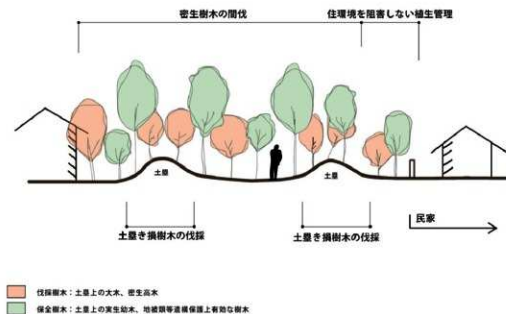 密生樹木の間伐
住環境を阻害しない植生管理
土塁
土塁
土塁き損樹木の伐採
土塁き損樹木の伐採
民家
伐採樹木：土塁上の大木、密生高木
保全樹木：土塁上の実生幼木、地被類等遺構保護上有効な樹木